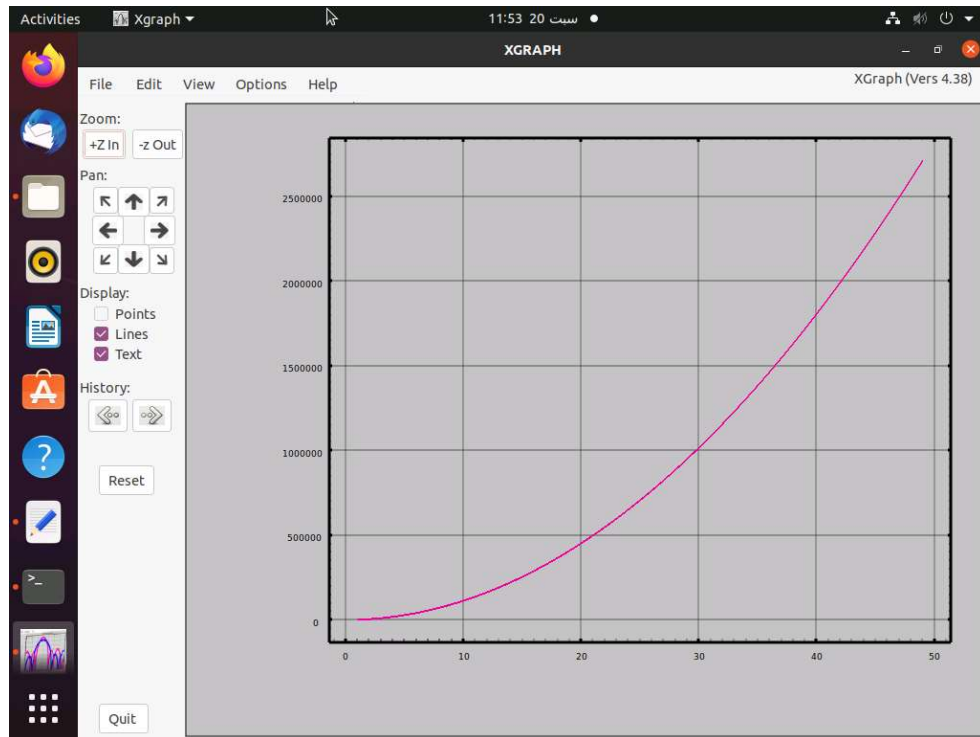 Activities Xgraph 11:53 20 سبت
XGRAPH
File Edit View Options Help XGraph (Vers 4.38)
Zoom:
+Z In -z Out
Pan:
Display:
Points
Lines
Text
History:
Reset
Quit
2500000
2000000
1500000
1000000
500000
0
0 10 20 30 40 50